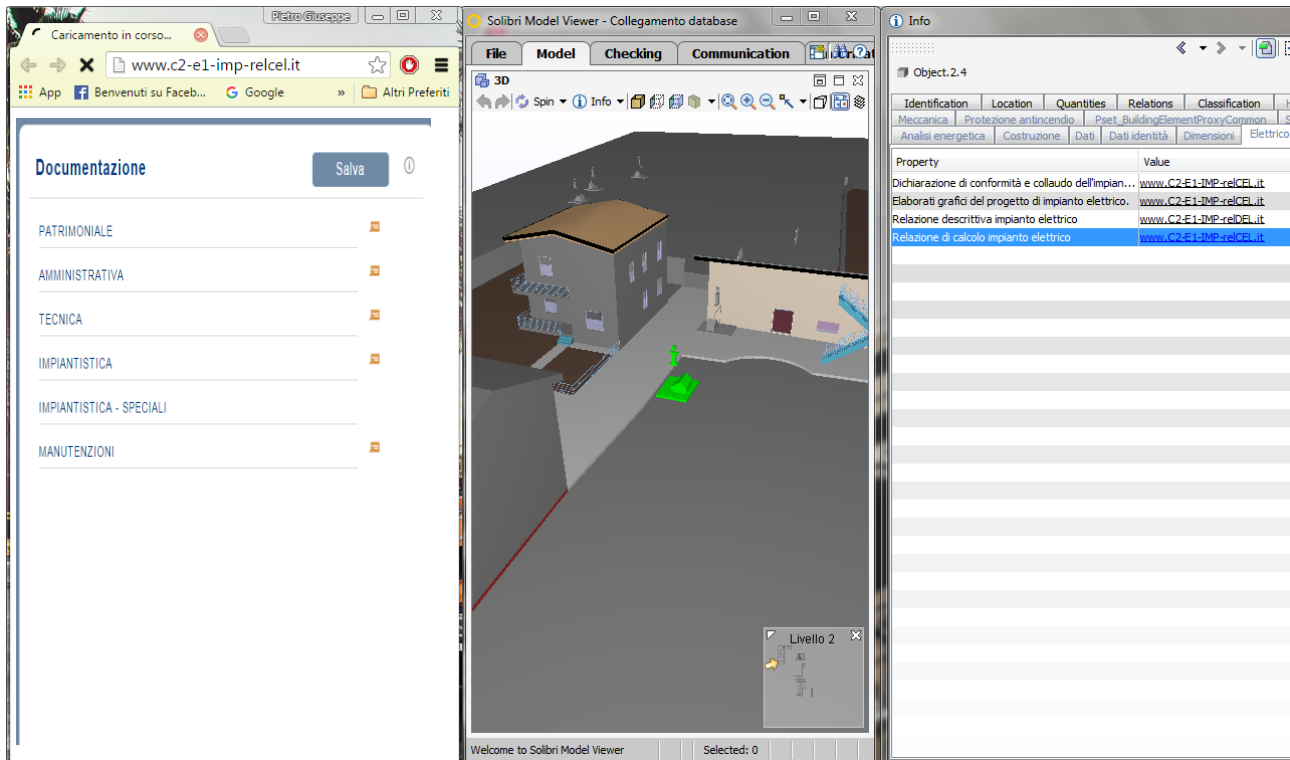 Pietro Giuseppe
Caricamento in corso...
www.c2-e1-imp-relcel.it
App Benvenuti su Faceb... Google » Altri Preferiti
Documentazione Salva
PATRIMONIALE
AMMINISTRATIVA
TECNICA
IMPIANTISTICA
IMPIANTISTICA - SPECIALI
MANUTENZIONI
Solibri Model Viewer - Collegamento database
File Model Checking Communication
3D
Spin Info
Livello 2
Welcome to Solibri Model Viewer Selected: 0
Info
Object.2.4
Identification Location Quantities Relations Classification
Meccanica Protezione antincendio Pset_BuildingElementProxyCommon
Analisi energetica Costruzione Dati Dati identità Dimensioni Elettrico
Property Value
Dichiarazione di conformità e collaudo dell'impian... www.C2-E1-IMP-relCEL.it
Elaborati grafici del progetto di impianto elettrico. www.C2-E1-IMP-relCEL.it
Relazione descrittiva impianto elettrico www.C2-E1-IMP-relDEL.it
Relazione di calcolo impianto elettrico www.C2-E1-IMP-relCEL.it